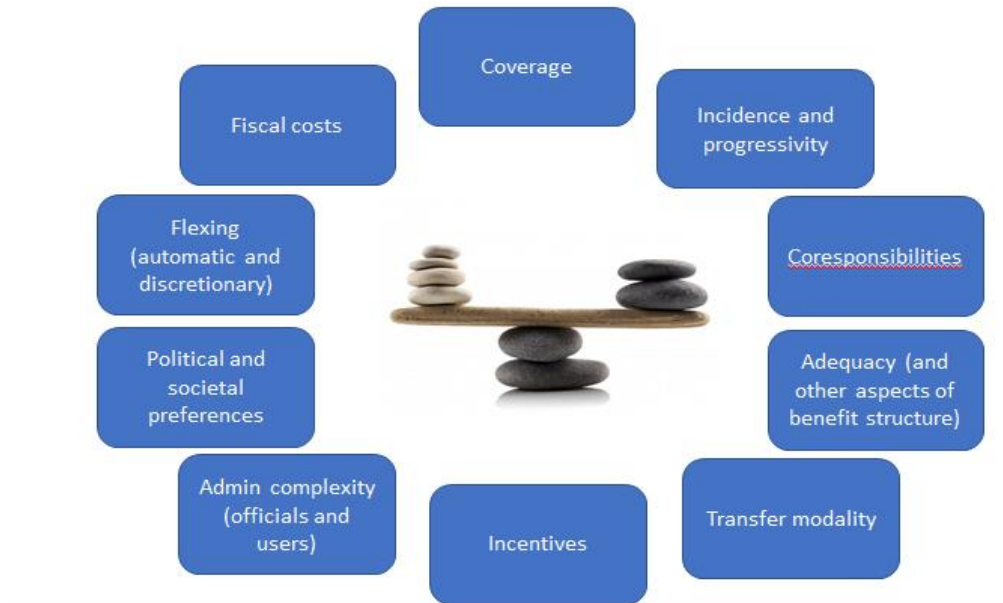 Coverage
Incidence and
progressivity
Coresponsibilities
Adequacy (and
other aspects of
benefit structure)
Transfer modality
Incentives
Admin complexity
(officials and
users)
Political and
societal
preferences
Flexing
(automatic and
discretionary)
Fiscal costs